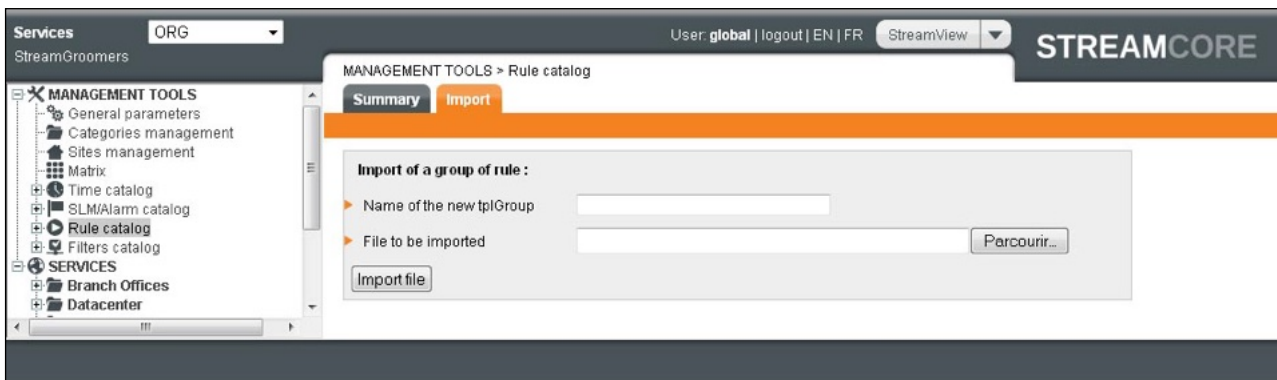 Services ORG
StreamGroomers
User: global | logout | EN | FR StreamView
STREAMCORE
MANAGEMENT TOOLS
General parameters
Categories management
Sites management
Matrix
Time catalog
SLM/Alarm catalog
Rule catalog
Filters catalog
SERVICES
Branch Offices
Datacenter
MANAGEMENT TOOLS > Rule catalog
Summary Import
Import of a group of rule :
Name of the new tplGroup
File to be imported Parcourir...
Import file